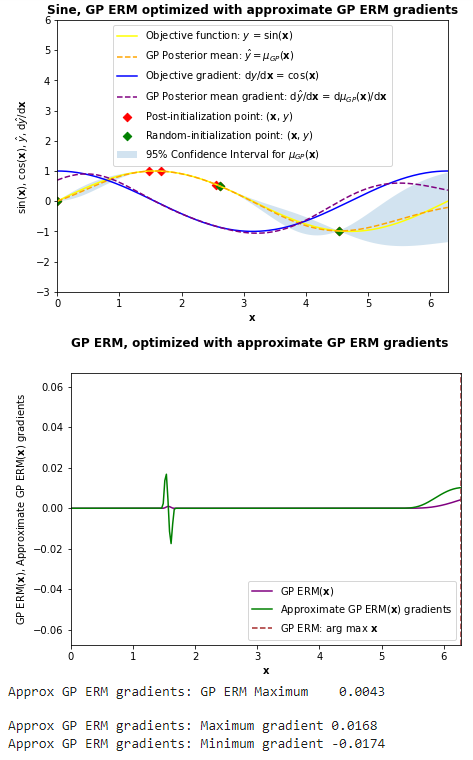 Sine, GP ERM optimized with approximate GP ERM gradients
6
5
4
3
2
1
0
−1
−2
−3
sin(x), cos(x), ŷ, dŷ/dx
Objective function: y = sin(x)
GP Posterior mean: ŷ = μGP(x)
Objective gradient: dy/dx = cos(x)
GP Posterior mean gradient: dŷ/dx = dμGP(x)/dx
Post-initialization point: (x, y)
Random-initialization point: (x, y)
95% Confidence Interval for μGP(x)
0 1 2 3 4 5 6
x
GP ERM, optimized with approximate GP ERM gradients
0.06
0.04
0.02
0.00
−0.02
−0.04
−0.06
GP ERM(x), Approximate GP ERM(x) gradients
GP ERM(x)
Approximate GP ERM(x) gradients
GP ERM: arg max x
0 1 2 3 4 5 6
x
Approx GP ERM gradients: GP ERM Maximum 0.0043
Approx GP ERM gradients: Maximum gradient 0.0168
Approx GP ERM gradients: Minimum gradient -0.0174